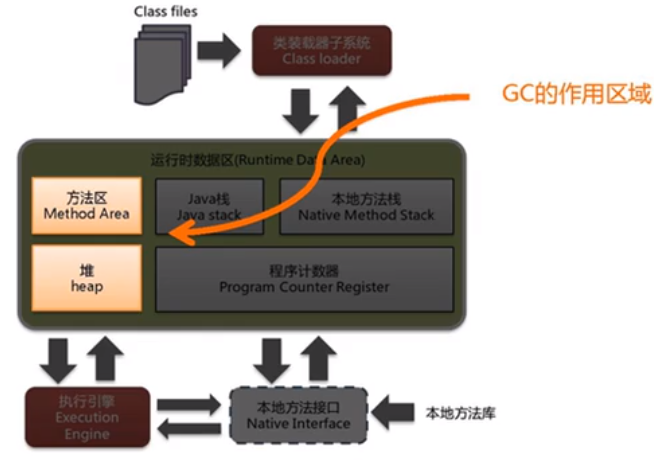 Class files
类装载器子系统
Class loader
GC的作用区域
运行时数据区(Runtime Data Area)
方法区
Method Area
Java栈
Java stack
本地方法栈
Native Method Stack
堆
heap
程序计数器
Program Counter Register
执行引擎
Execution
Engine
本地方法接口
Native Interface
本地方法库